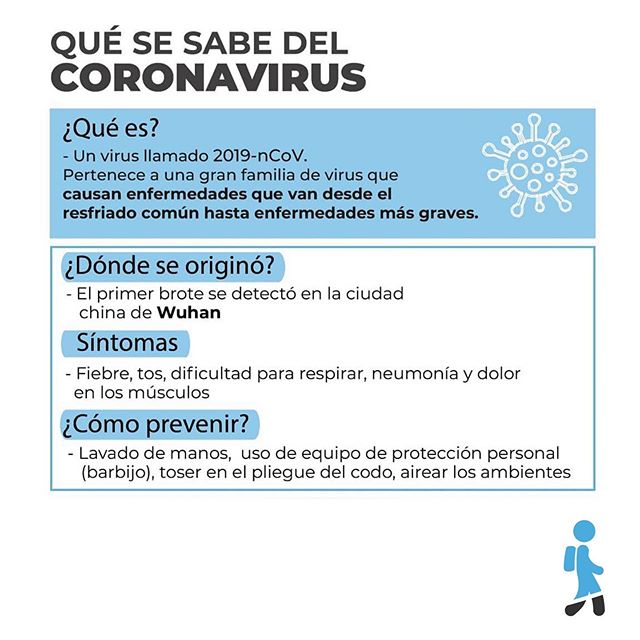 QUÉ SE SABE DEL
CORONAVIRUS
¿Qué es?
- Un virus llamado 2019-nCoV.
Pertenece a una gran familia de virus que
causan enfermedades que van desde el
resfriado común hasta enfermedades más graves.
¿Dónde se originó?
- El primer brote se detectó en la ciudad
china de Wuhan
Síntomas
- Fiebre, tos, dificultad para respirar, neumonía y dolor
en los músculos
¿Cómo prevenir?
- Lavado de manos, uso de equipo de protección personal
(barbijo), toser en el pliegue del codo, airear los ambientes